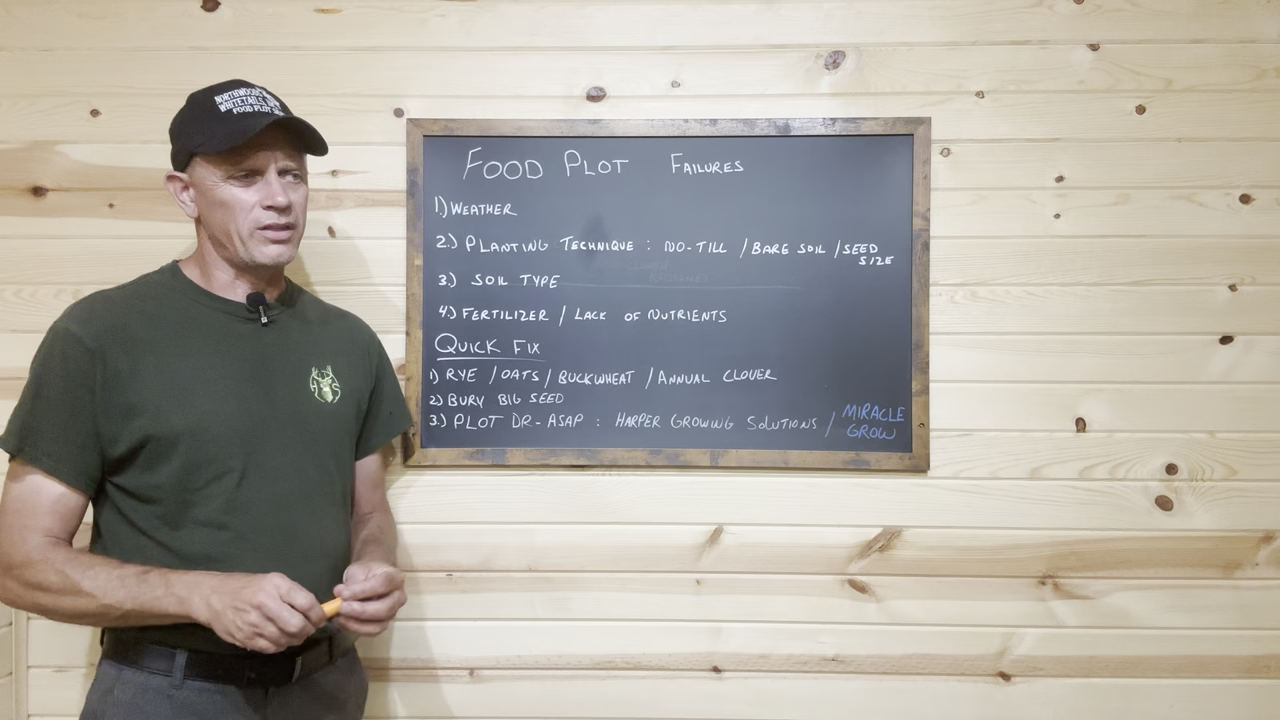 NORTHWOODS
WHITETAILS
FOOD PLOT
FOOD PLOT FAILURES
1) WEATHER
2.) PLANTING TECHNIQUE : NO-TILL / BARE SOIL / SEED
SIZE
3.) SOIL TYPE
4.) FERTILIZER / LACK OF NUTRIENTS
QUICK FIX
1) RYE / OATS / BUCKWHEAT / ANNUAL CLOVER
2) BURY BIG SEED
3.) PLOT DR-ASAP : HARPER GROWING SOLUTIONS / MIRACLE
GROW